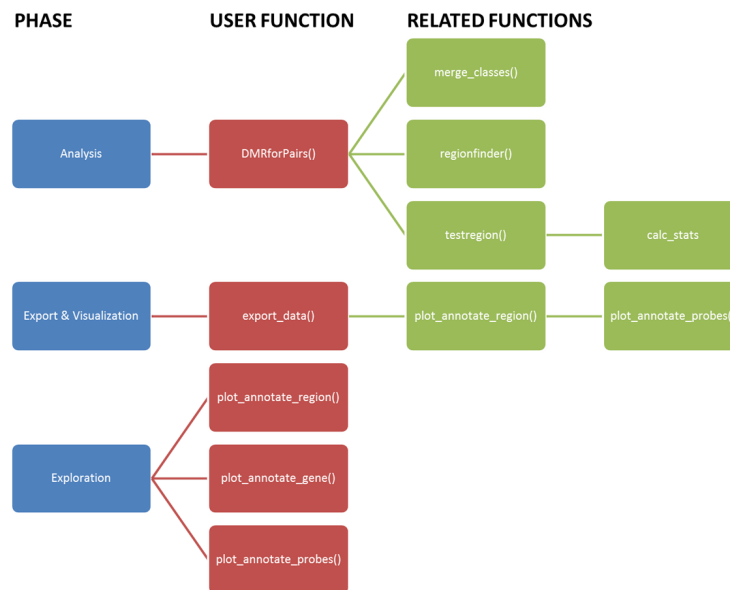 PHASE USER FUNCTION RELATED FUNCTIONS
merge_classes()
Analysis DMRforPairs() regionfinder()
testregion() calc_stats
Export & Visualization export_data() plot_annotate_region() plot_annotate_probes()
plot_annotate_region()
Exploration plot_annotate_gene()
plot_annotate_probes()